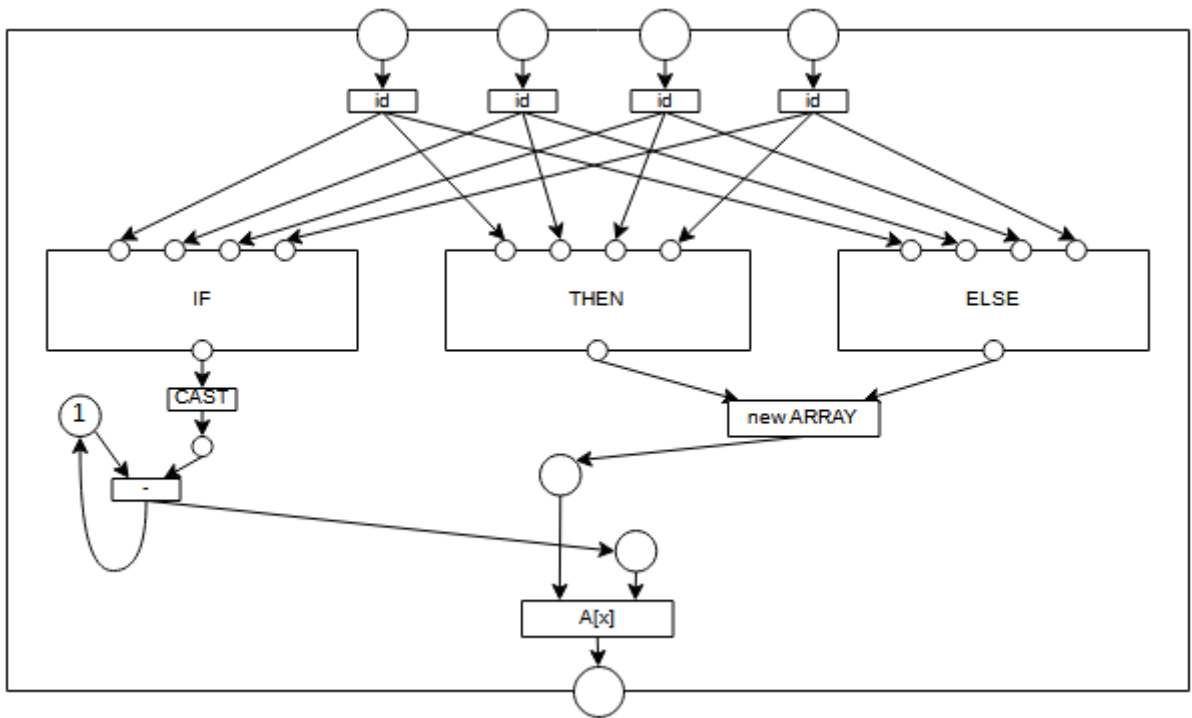 id
id
id
id
IF
THEN
ELSE
CAST
1
new ARRAY
-
A[x]